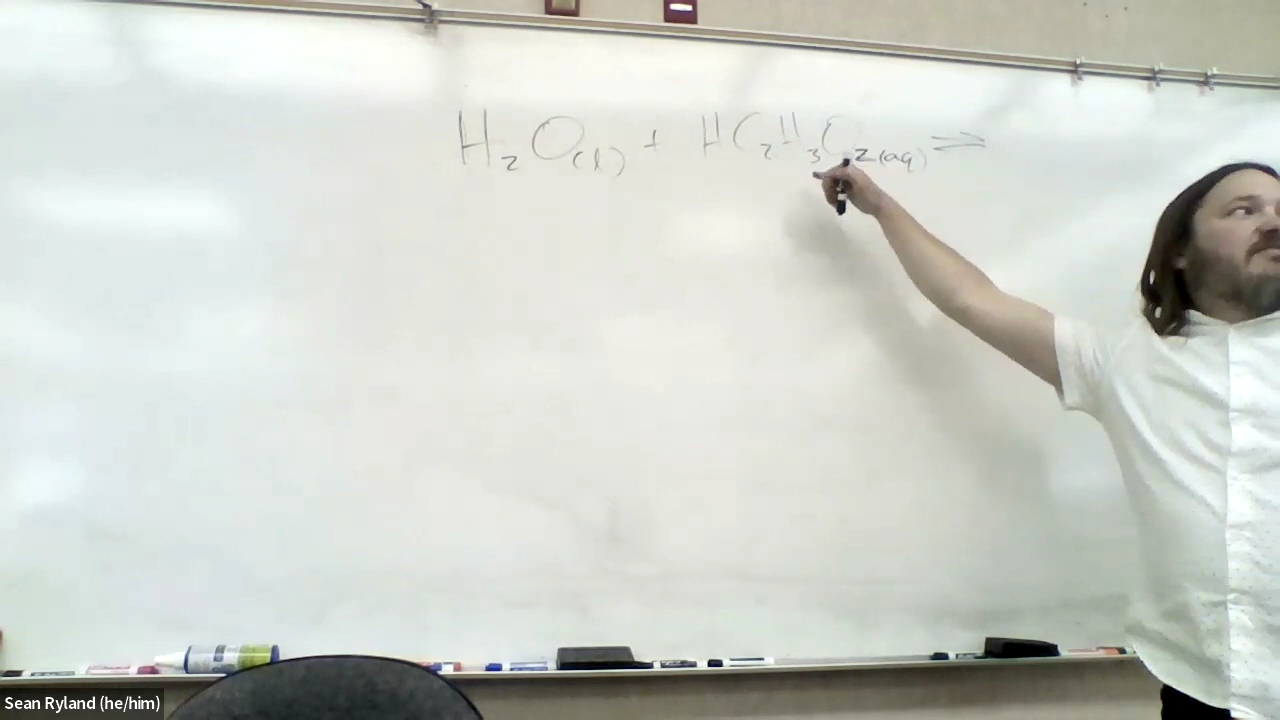 H₂O(l) + HC₂H₃O₂(aq) ⇌
Sean Ryland (he/him)